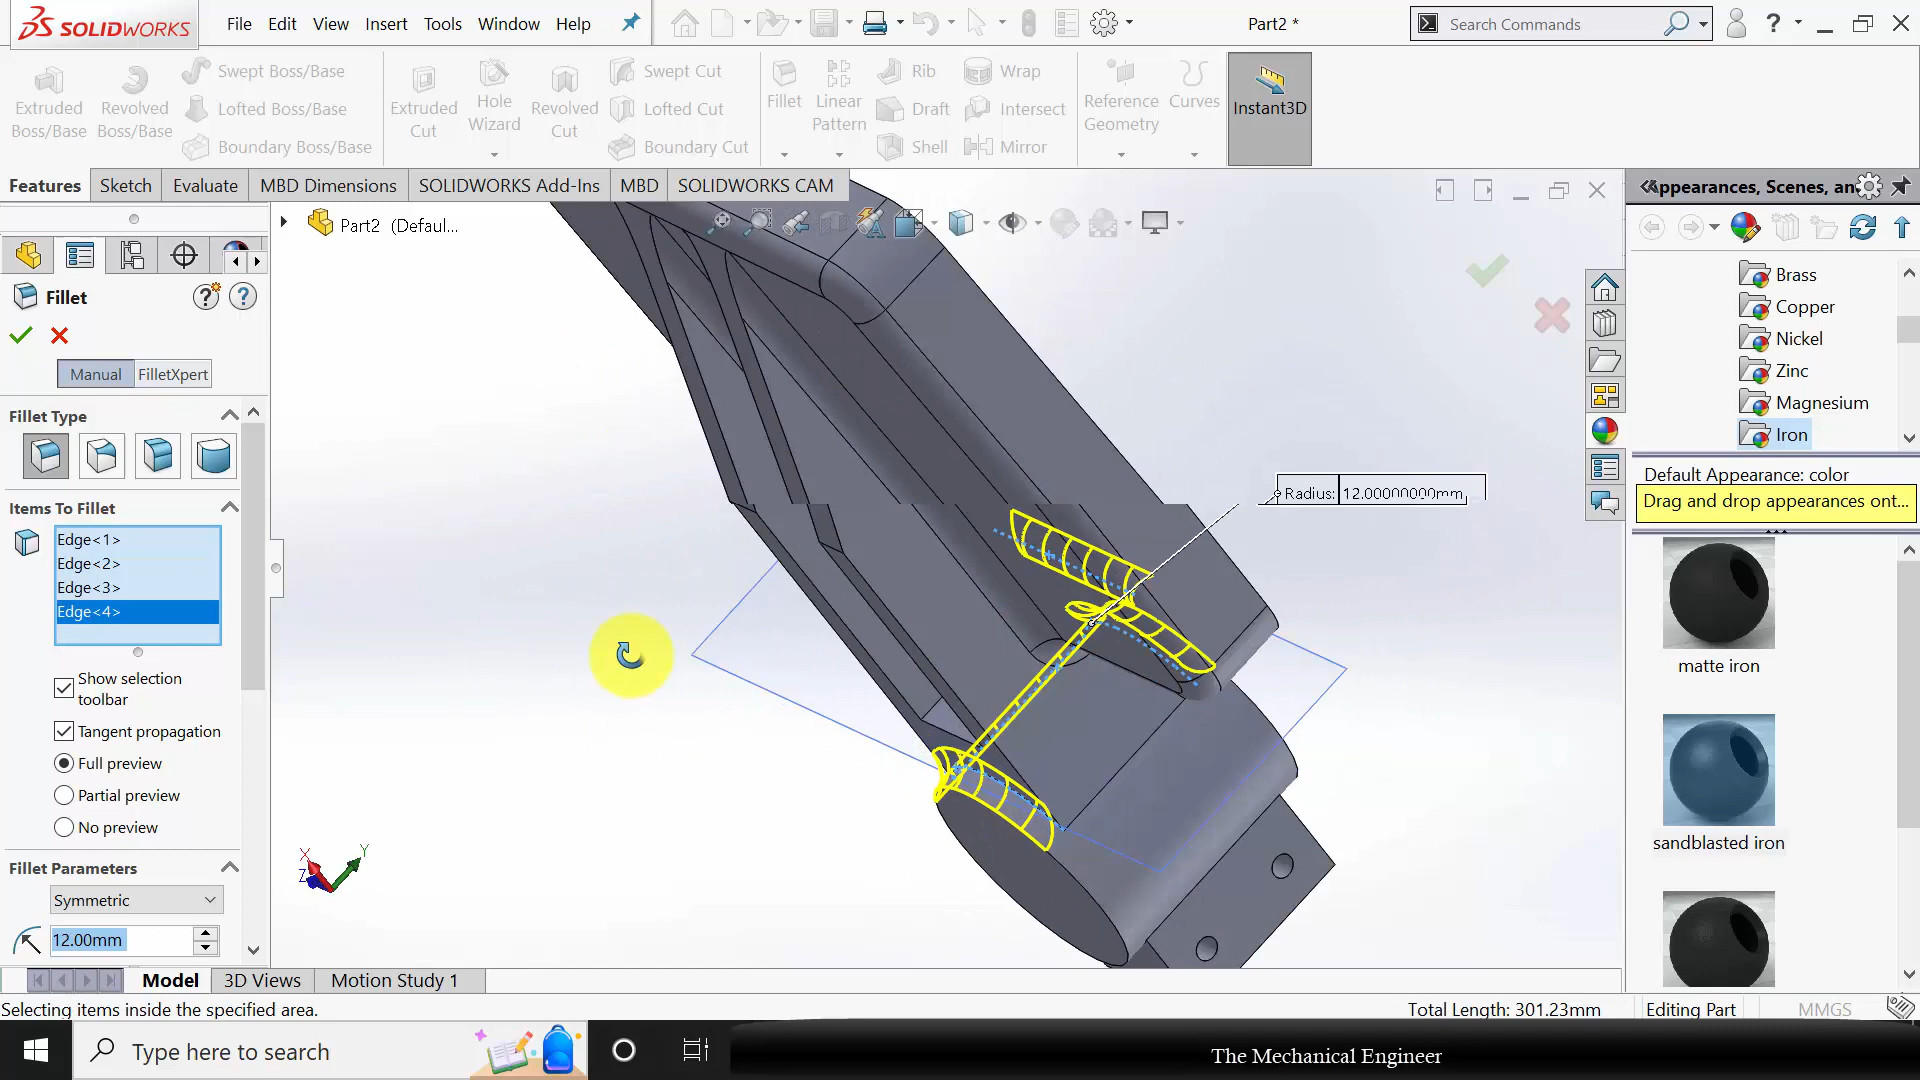 SOLIDWORKS
File Edit View Insert Tools Window Help
Part2 *
Search Commands
Extruded Boss/Base
Revolved Boss/Base
Swept Boss/Base
Lofted Boss/Base
Boundary Boss/Base
Extruded Cut
Hole Wizard
Revolved Cut
Swept Cut
Lofted Cut
Boundary Cut
Fillet
Linear Pattern
Rib
Draft
Shell
Wrap
Intersect
Mirror
Reference Geometry
Curves
Instant3D
Features Sketch Evaluate MBD Dimensions SOLIDWORKS Add-Ins MBD SOLIDWORKS CAM
Part2 (Defaul...
Fillet
Manual FilletXpert
Fillet Type
Items To Fillet
Edge<1>
Edge<2>
Edge<3>
Edge<4>
Show selection
toolbar
Tangent propagation
Full preview
Partial preview
No preview
Fillet Parameters
Symmetric
12.00mm
Radius: 12.00000000mm
X
Y
Z
Appearances, Scenes, an
Brass
Copper
Nickel
Zinc
Magnesium
Iron
Default Appearance: color
Drag and drop appearances ont...
matte iron
sandblasted iron
Model 3D Views Motion Study 1
Selecting items inside the specified area.
Total Length: 301.23mm Editing Part MMGS
Type here to search
The Mechanical Engineer